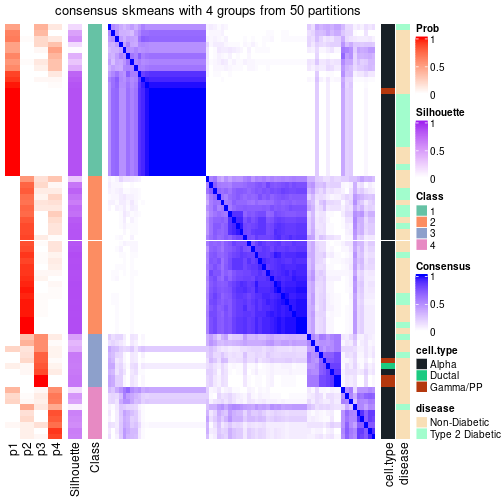 consensus skmeans with 4 groups from 50 partitions
Prob
1
0.5
0
Silhouette
1
0.5
0
Class
1
2
3
4
Consensus
1
0.5
0
cell.type
Alpha
Ductal
Gamma/PP
disease
Non-Diabetic
Type 2 Diabetic
p1
p2
p3
p4
Silhouette
Class
cell.type
disease